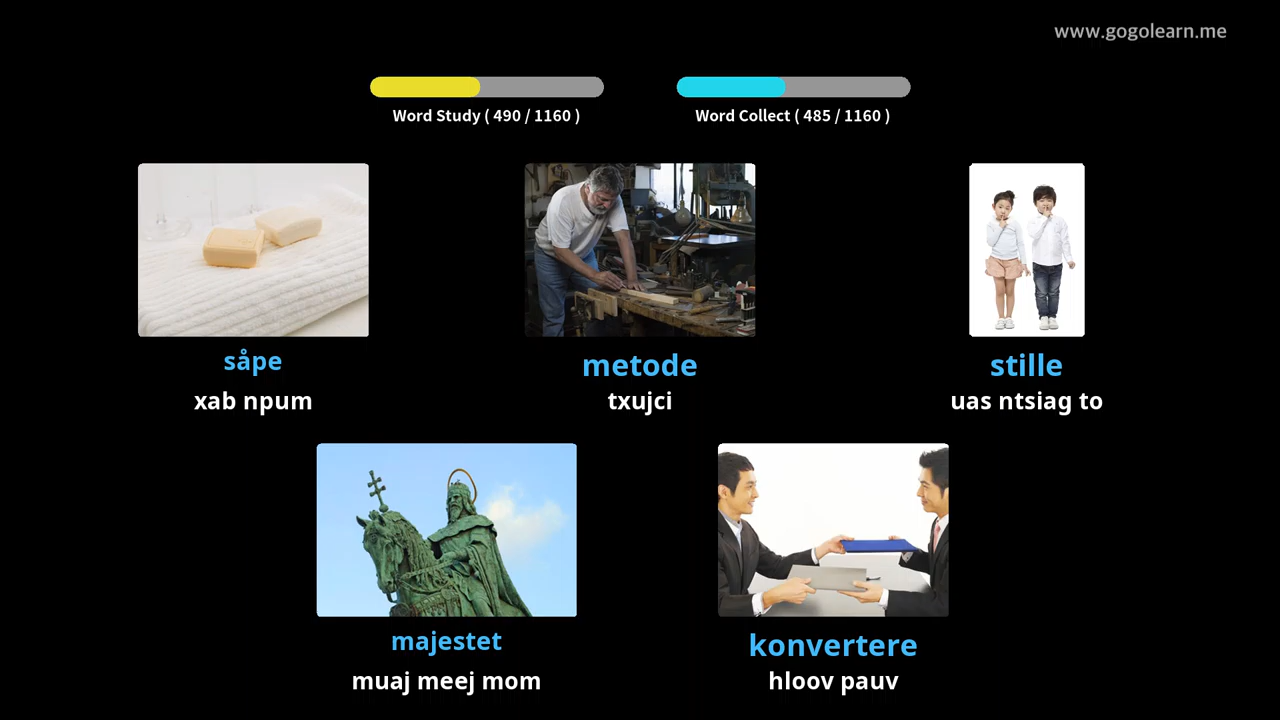 www.gogolearn.me
Word Study ( 490 / 1160 )
Word Collect ( 485 / 1160 )
såpe
xab npum
metode
txujci
stille
uas ntsiag to
majestet
muaj meej mom
konvertere
hloov pauv